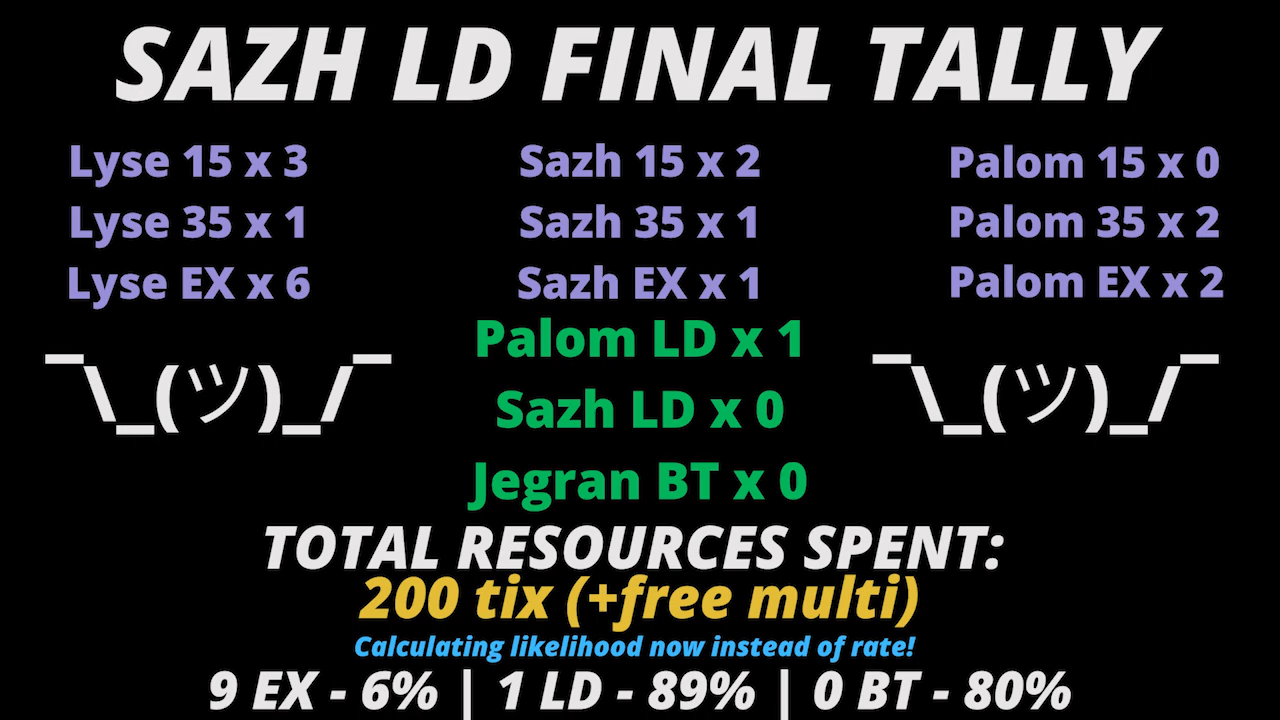 SAZH LD FINAL TALLY
Lyse 15 x 3
Lyse 35 x 1
Lyse EX x 6
Sazh 15 x 2
Sazh 35 x 1
Sazh EX x 1
Palom 15 x 0
Palom 35 x 2
Palom EX x 2
Palom LD x 1
Sazh LD x 0
Jegran BT x 0
¯\_(ツ)_/¯
¯\_(ツ)_/¯
TOTAL RESOURCES SPENT:
200 tix (+free multi)
Calculating likelihood now instead of rate!
9 EX - 6% | 1 LD - 89% | 0 BT - 80%